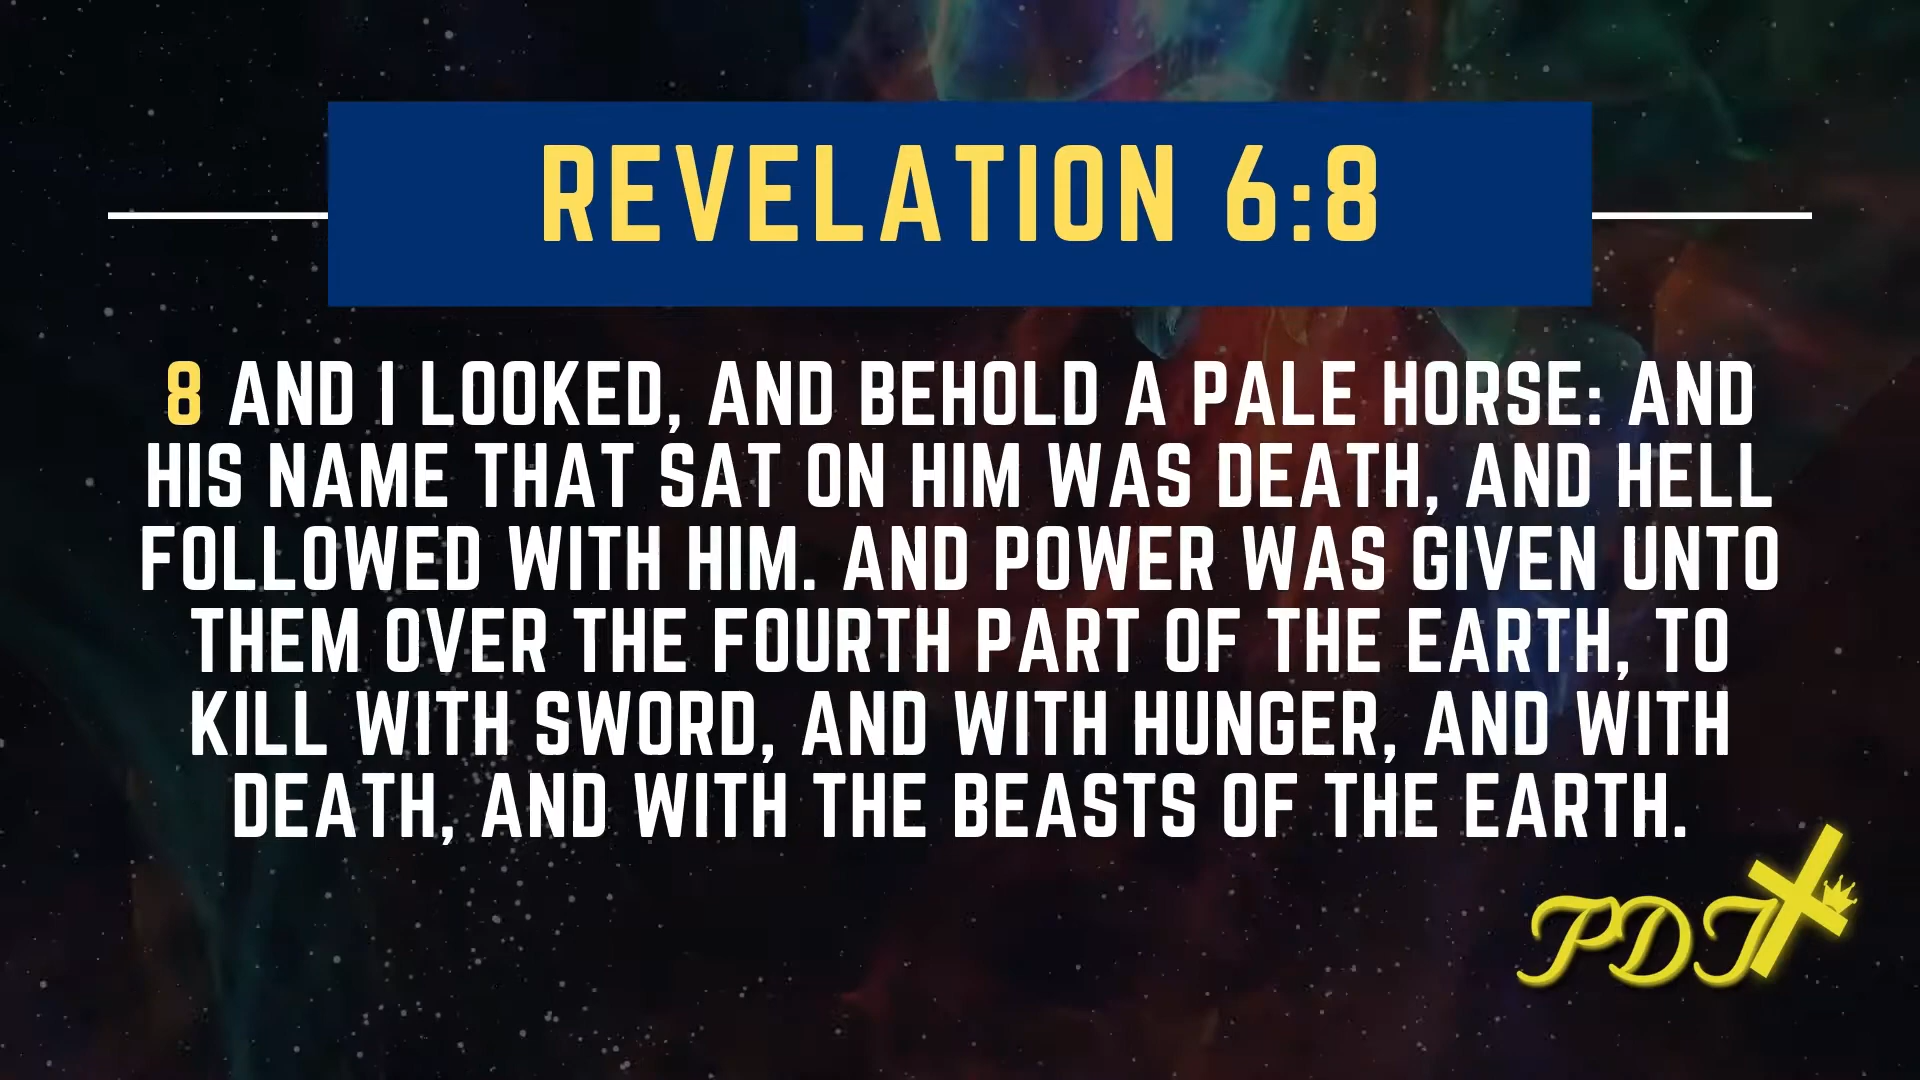 REVELATION 6:8
8 AND I LOOKED, AND BEHOLD A PALE HORSE: AND
HIS NAME THAT SAT ON HIM WAS DEATH, AND HELL
FOLLOWED WITH HIM. AND POWER WAS GIVEN UNTO
THEM OVER THE FOURTH PART OF THE EARTH, TO
KILL WITH SWORD, AND WITH HUNGER, AND WITH
DEATH, AND WITH THE BEASTS OF THE EARTH.